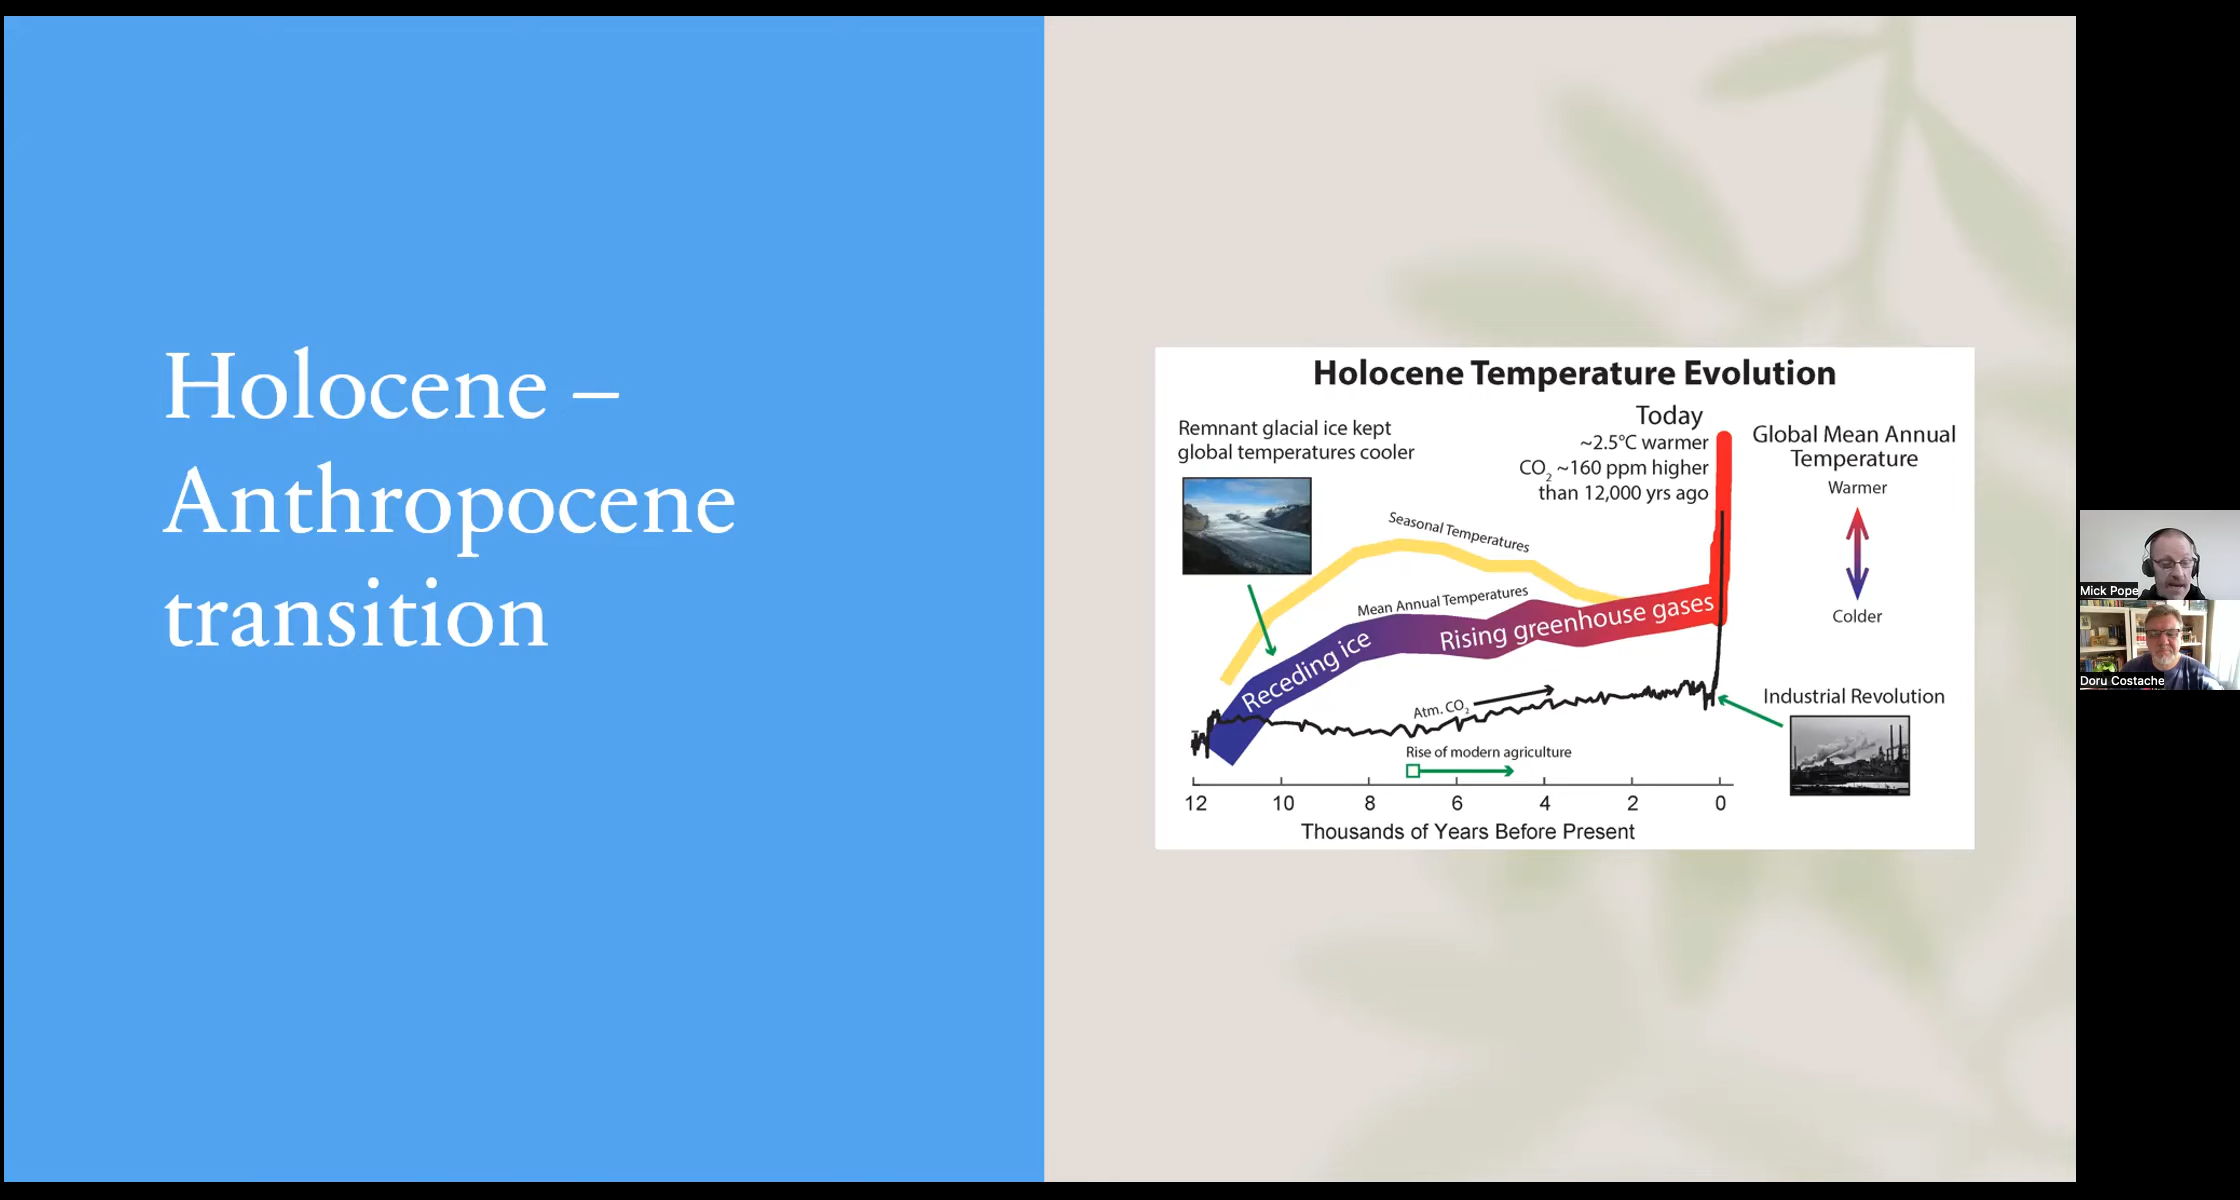 Holocene –
Anthropocene
transition
Holocene Temperature Evolution
Remnant glacial ice kept
global temperatures cooler
Today
~2.5°C warmer
CO₂ ~160 ppm higher
than 12,000 yrs ago
Global Mean Annual
Temperature
Warmer
Colder
Seasonal Temperatures
Mean Annual Temperatures
Receding ice
Rising greenhouse gases
Atm. CO₂
Rise of modern agriculture
Industrial Revolution
12 10 8 6 4 2 0
Thousands of Years Before Present
Mick Pope
Doru Costache